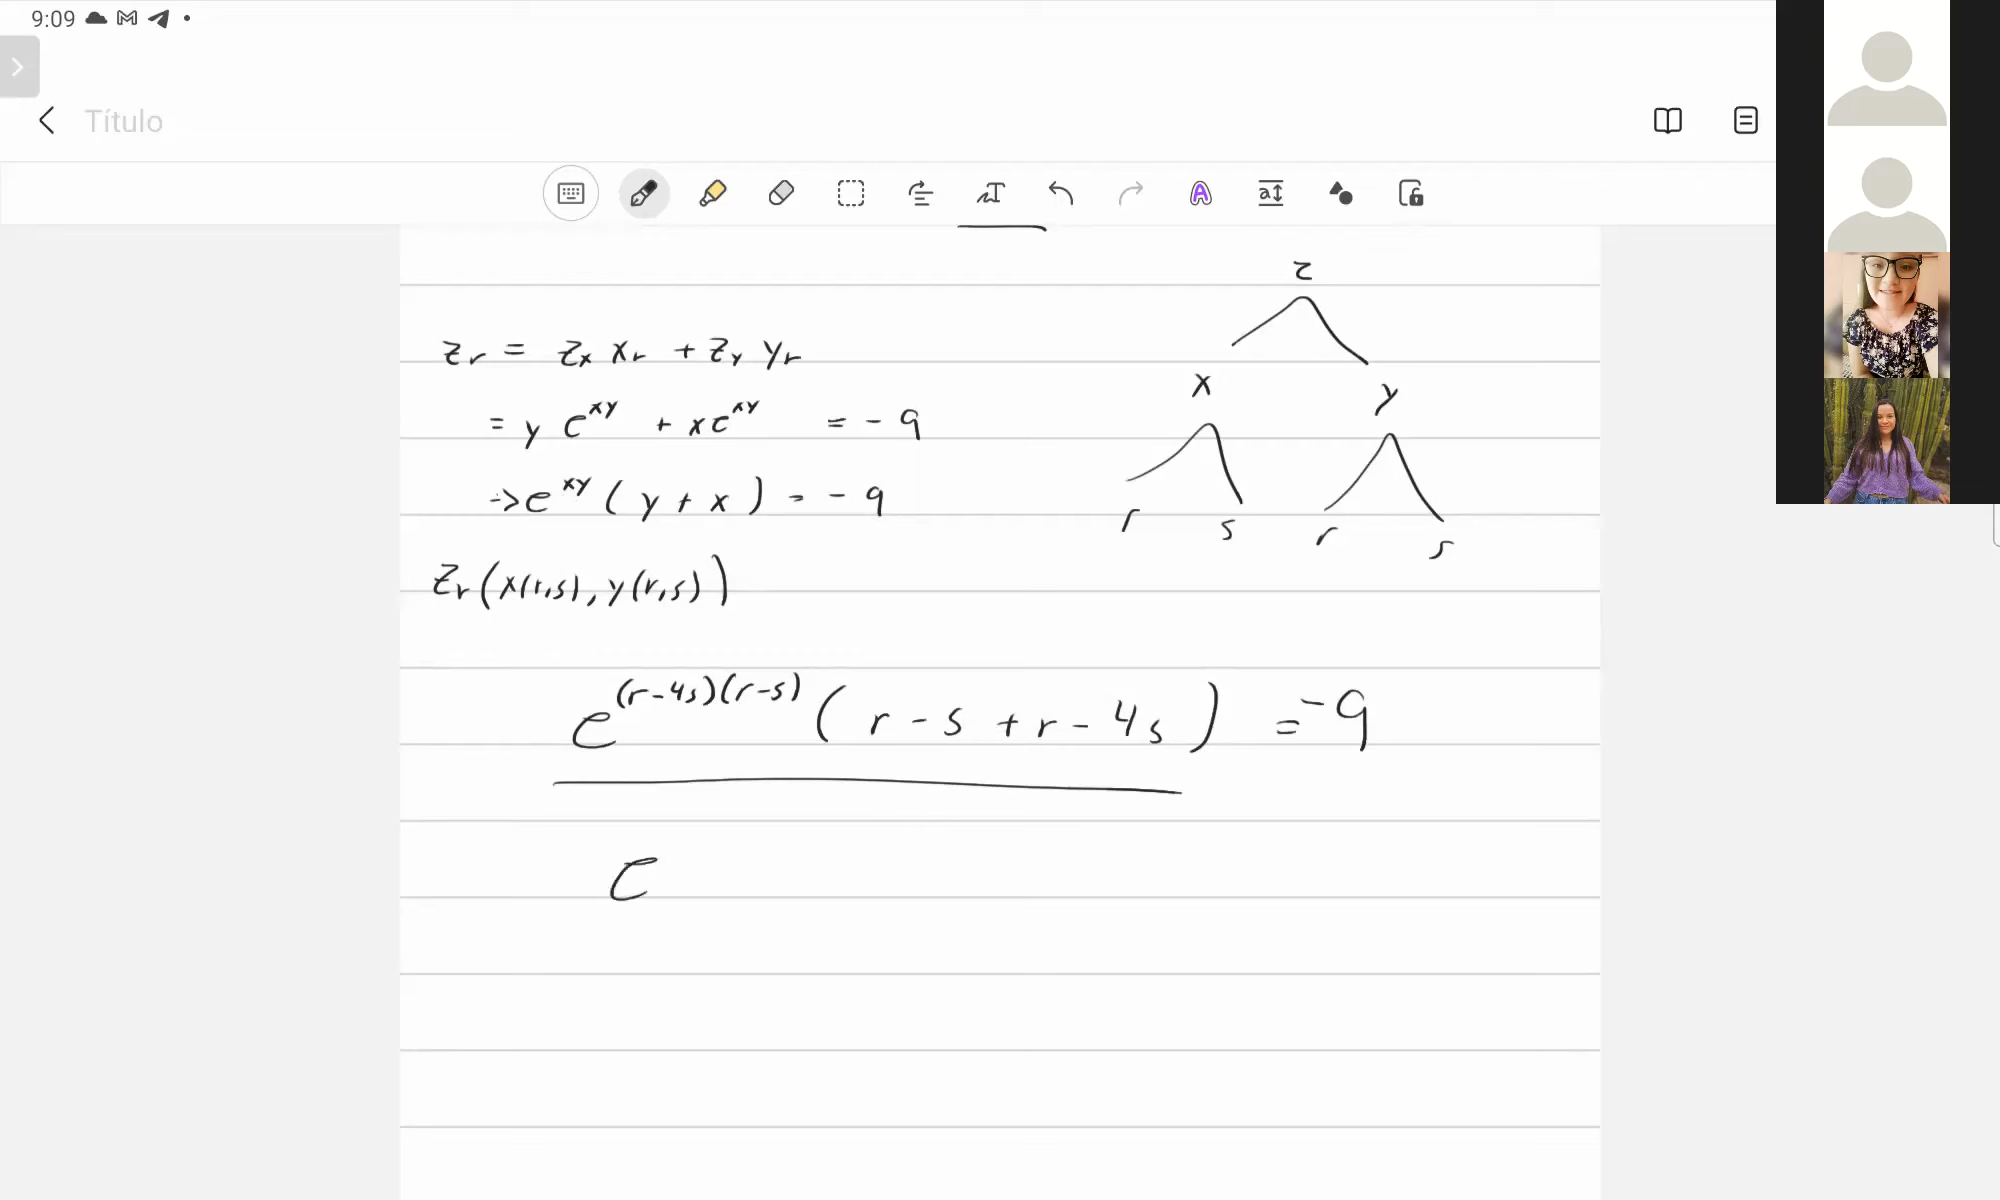 9:09
Título
z
z_r = z_x x_r + z_y y_r
x y
= y e^{xy} + x e^{xy} = -9
→ e^{xy} ( y + x ) = -9
r s r s
z_r ( x(r,s), y(r,s) )
e^{(r-4s)(r-s)} ( r - s + r - 4s ) = -9
e